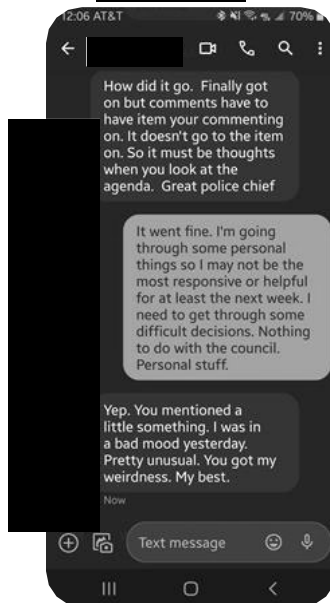 12:06 AT&T 70%
How did it go. Finally got
on but comments have to
have item your commenting
on. It doesn't go to the item
on. So it must be thoughts
when you look at the
agenda. Great police chief
It went fine. I'm going
through some personal
things so I may not be the
most responsive or helpful
for at least the next week. I
need to get through some
difficult decisions. Nothing
to do with the council.
Personal stuff.
Yep. You mentioned a
little something. I was in
a bad mood yesterday.
Pretty unusual. You got my
weirdness. My best.
Now
Text message